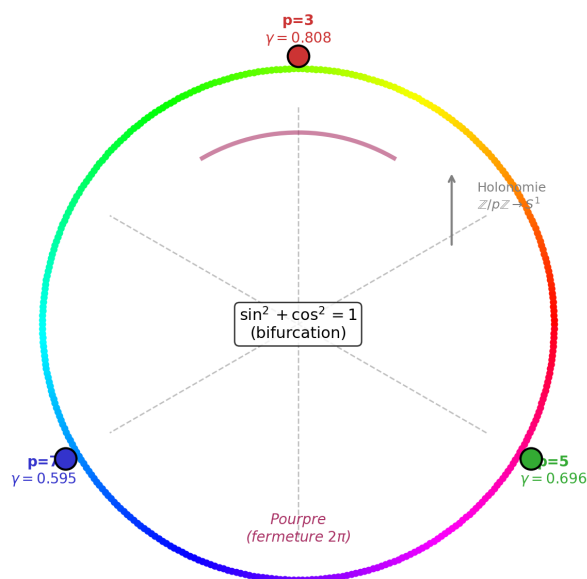 p=3
γ = 0.808
Holonomie
ℤ/pℤ → S¹
sin² + cos² = 1
(bifurcation)
p=7
γ = 0.595
p=5
γ = 0.696
Pourpre
(fermeture 2π)